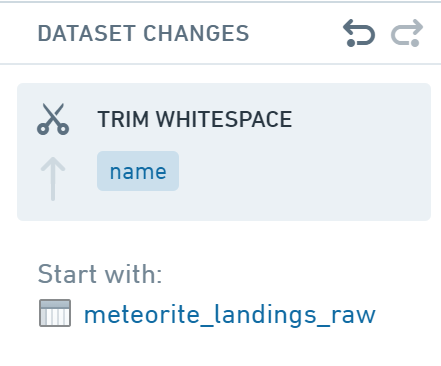 DATASET CHANGES
TRIM WHITESPACE
name
Start with:
meteorite_landings_raw